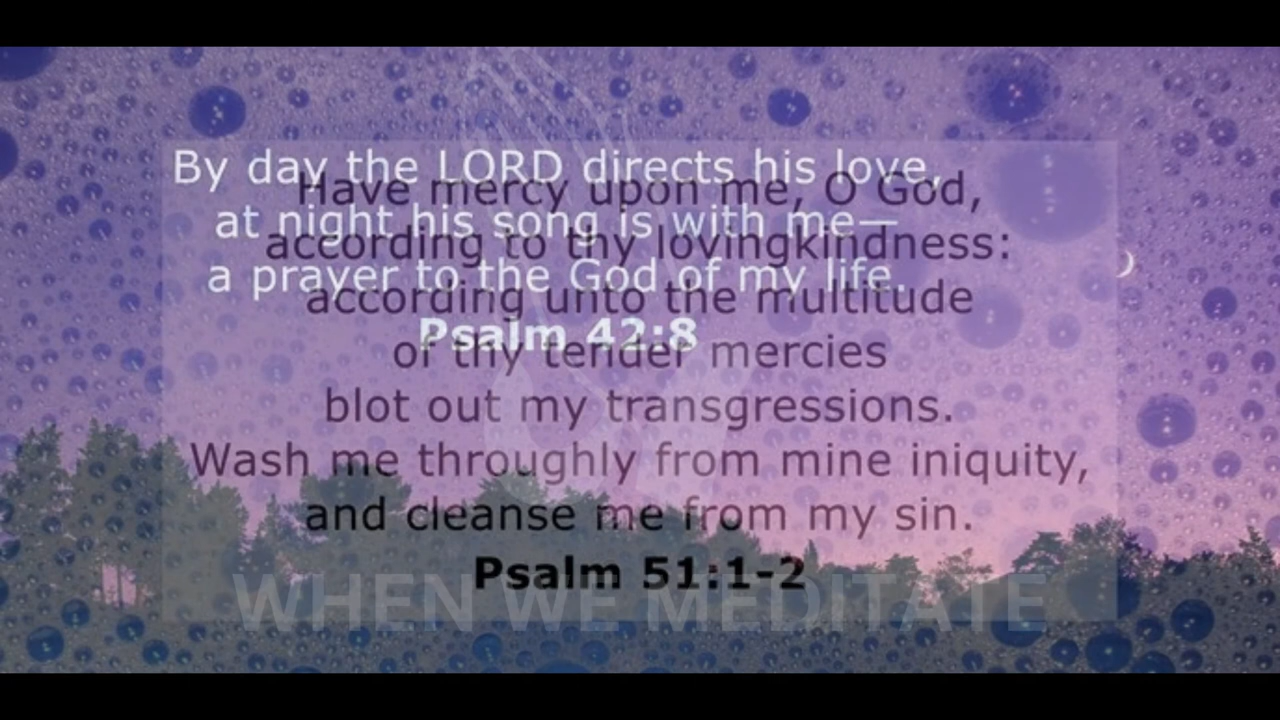 By day the LORD directs his love,
at night his song is with me—
a prayer to the God of my life.
Psalm 42:8
Have mercy upon me, O God,
according to thy lovingkindness:
according unto the multitude
of thy tender mercies
blot out my transgressions.
Wash me throughly from mine iniquity,
and cleanse me from my sin.
Psalm 51:1-2
WHEN WE MEDITATE